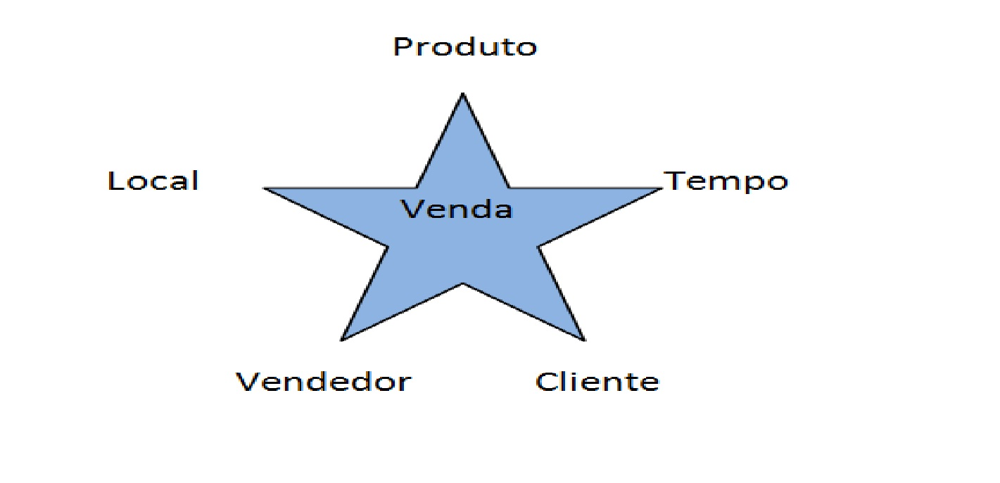 Produto
Local
Tempo
Venda
Vendedor
Cliente